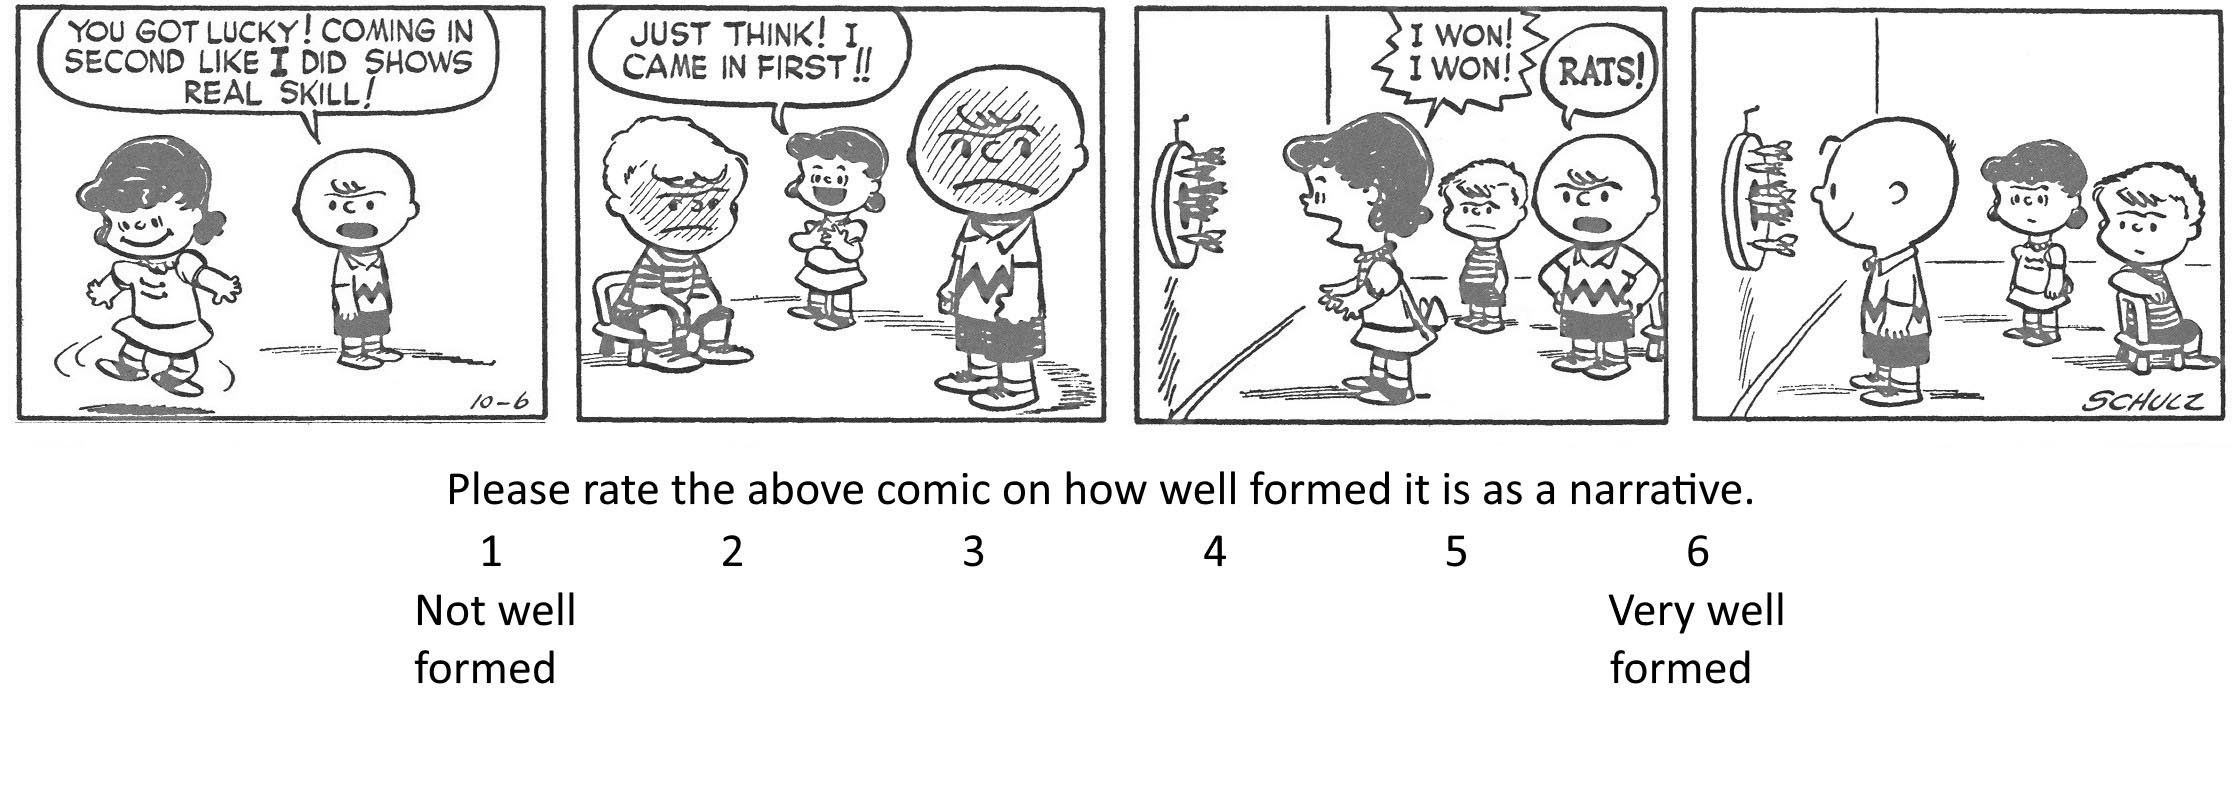 YOU GOT LUCKY! COMING IN
SECOND LIKE I DID SHOWS
REAL SKILL!
10-6
JUST THINK! I
CAME IN FIRST!!
I WON!
I WON!
RATS!
SCHULZ
Please rate the above comic on how well formed it is as a narrative.
1 2 3 4 5 6
Not well
formed
Very well
formed